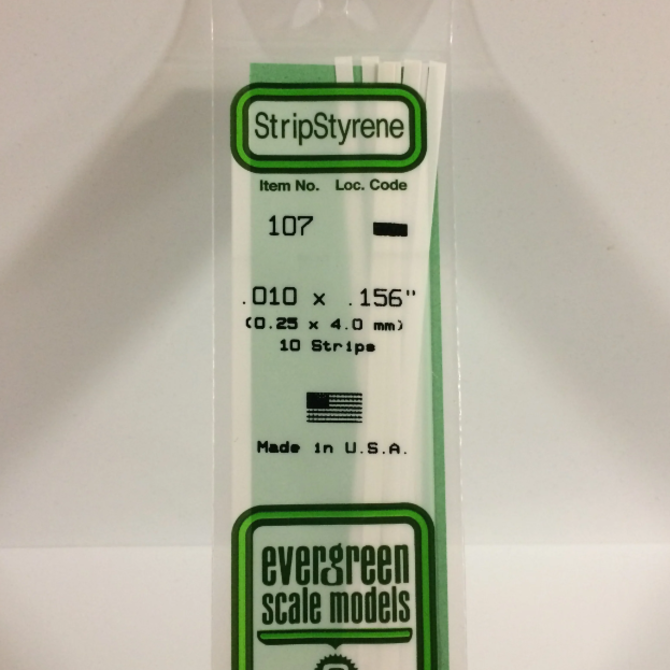 StripStyrene
Item No. Loc. Code
107
.010 x .156"
(0.25 x 4.0 mm)
10 Strips
Made in U.S.A.
evergreen
scale models